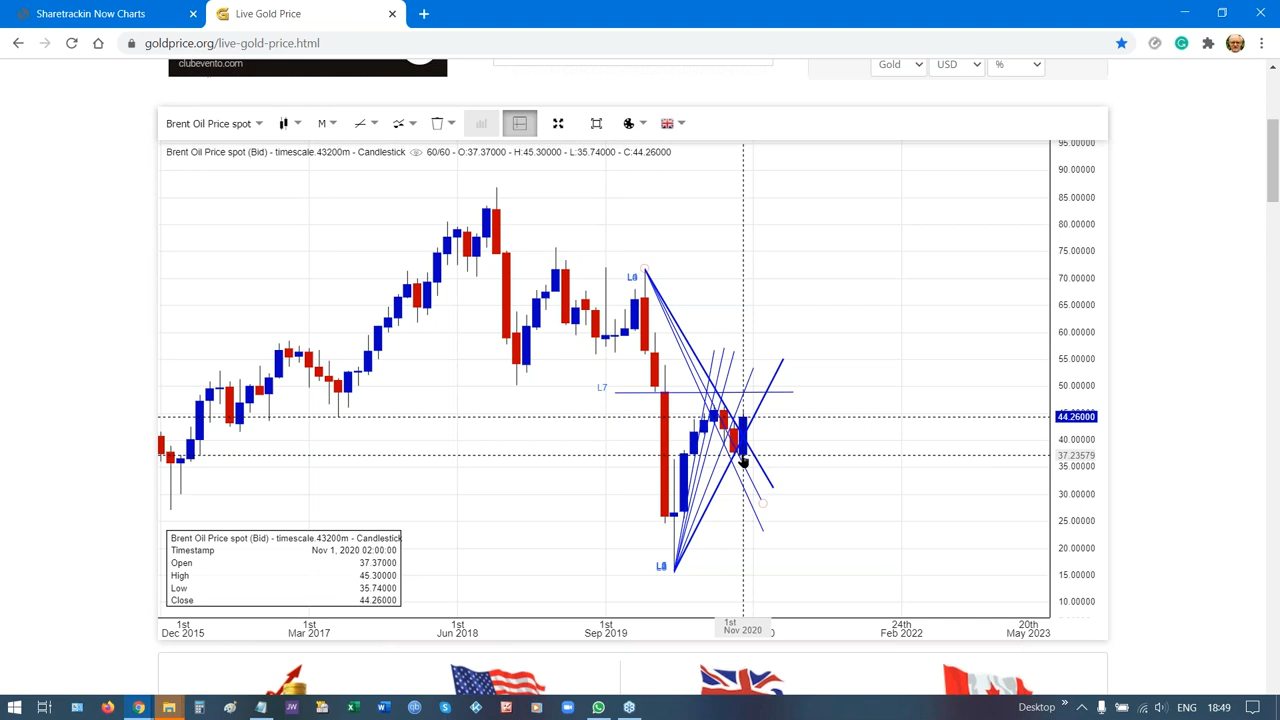 Sharetrackin Now Charts
Live Gold Price
goldprice.org/live-gold-price.html
clubevento.com
Gold
USD
%
Brent Oil Price spot
M
Brent Oil Price spot (Bid) - timescale.43200m - Candlestick
60/60 - O:37.37000 - H:45.30000 - L:35.74000 - C:44.26000
95.00000
90.00000
85.00000
80.00000
75.00000
70.00000
65.00000
60.00000
55.00000
50.00000
44.26000
40.00000
37.23579
35.00000
30.00000
25.00000
20.00000
15.00000
10.00000
L7
Brent Oil Price spot (Bid) - timescale.43200m - Candlestick
Timestamp Nov 1, 2020 02:00:00
Open 37.37000
High 45.30000
Low 35.74000
Close 44.26000
1st
Dec 2015
1st
Mar 2017
1st
Jun 2018
1st
Sep 2019
1st
Nov 2020
24th
Feb 2022
20th
May 2023
Desktop
ENG
18:49